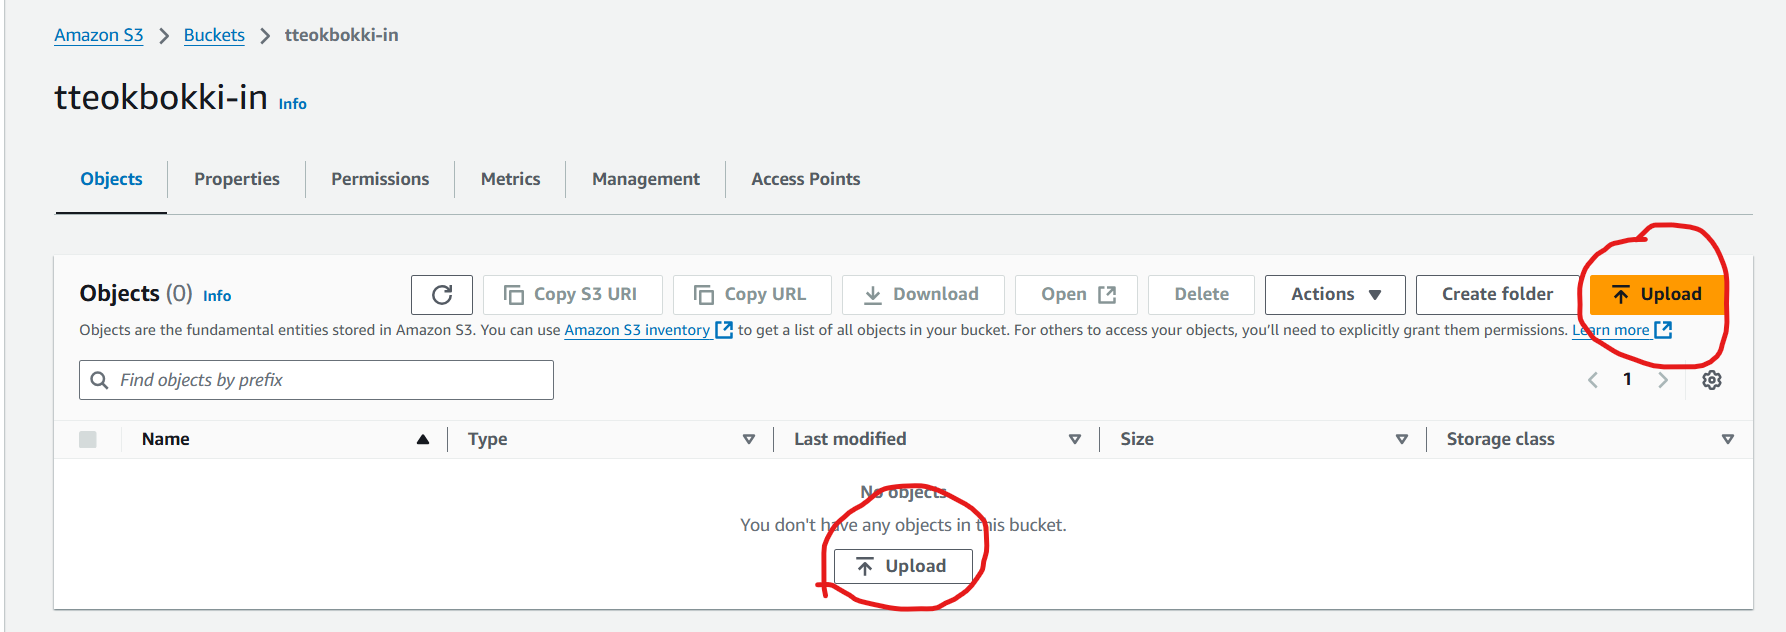 Amazon S3 > Buckets > tteokbokki-in
tteokbokki-in Info
Objects Properties Permissions Metrics Management Access Points
Objects (0) Info Copy S3 URI Copy URL Download Open Delete Actions Create folder Upload
Objects are the fundamental entities stored in Amazon S3. You can use Amazon S3 inventory to get a list of all objects in your bucket. For others to access your objects, you'll need to explicitly grant them permissions. Learn more
Find objects by prefix
1
Name Type Last modified Size Storage class
No objects
You don't have any objects in this bucket.
Upload